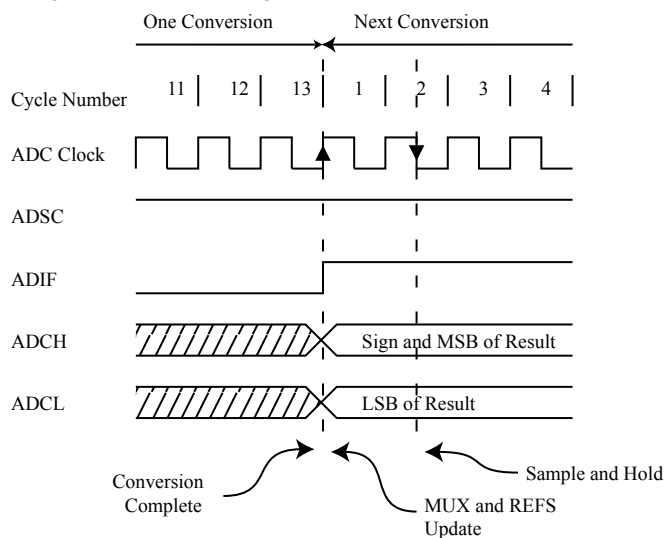 One Conversion Next Conversion
Cycle Number 11 12 13 1 2 3 4
ADC Clock
ADSC
ADIF
ADCH Sign and MSB of Result
ADCL LSB of Result
Sample and Hold
Conversion
Complete
MUX and REFS
Update